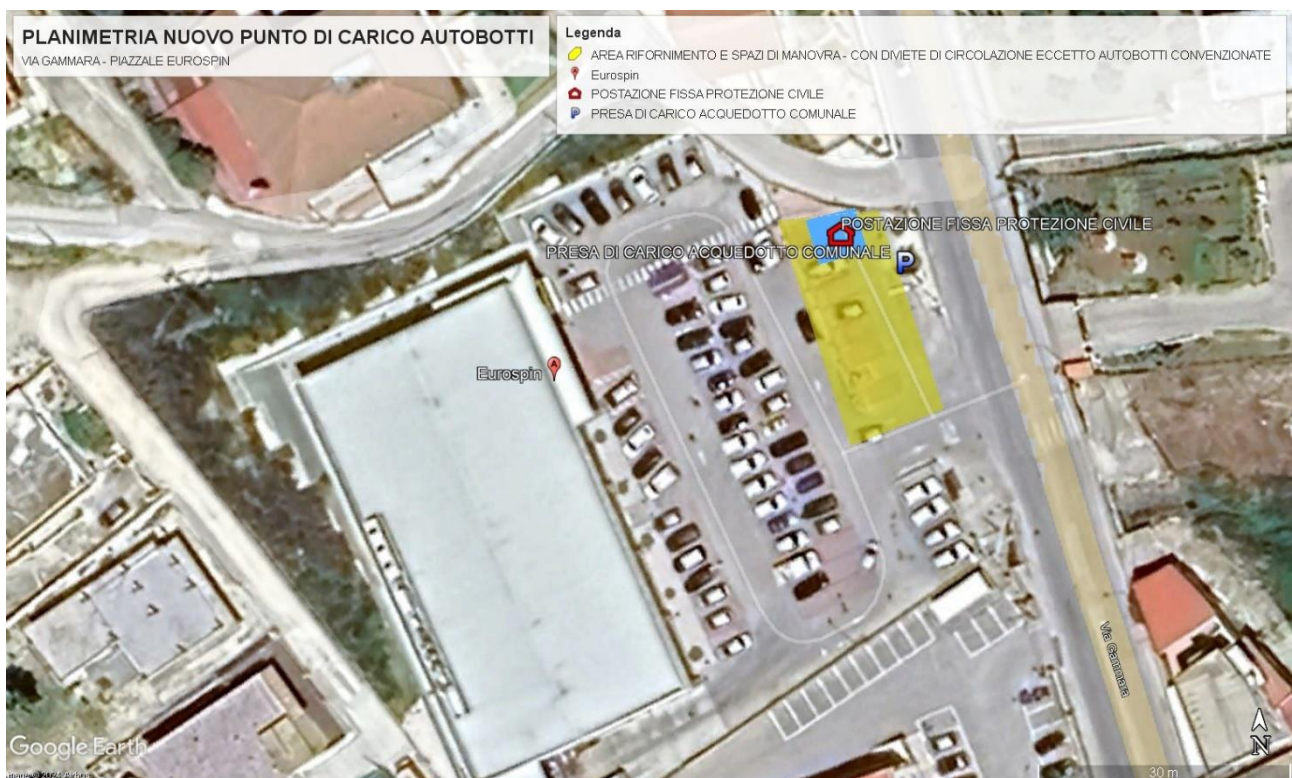 PLANIMETRIA NUOVO PUNTO DI CARICO AUTOBOTTI
VIA GAMMARA - PIAZZALE EUROSPIN
Legenda
AREA RIFORNIMENTO E SPAZI DI MANOVRA - CON DIVIETE DI CIRCOLAZIONE ECCETTO AUTOBOTTI CONVENZIONATE
Eurospin
POSTAZIONE FISSA PROTEZIONE CIVILE
P PRESA DI CARICO ACQUEDOTTO COMUNALE
POSTAZIONE FISSA PROTEZIONE CIVILE
PRESA DI CARICO ACQUEDOTTO COMUNALE P
Eurospin A
Via Gammara
Google Earth
N
30 m